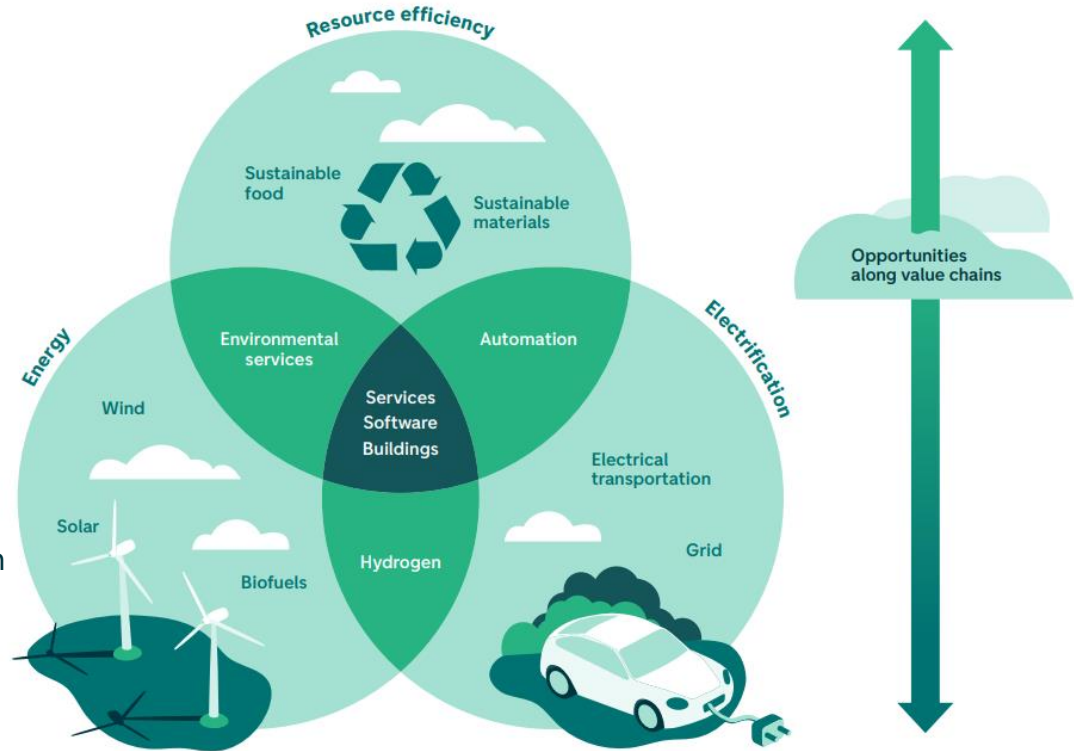 Resource efficiency
Sustainable
food
Sustainable
materials
Opportunities
along value chains
Energy
Electrification
Environmental
services
Automation
Services
Software
Buildings
Wind
Electrical
transportation
Solar
Grid
Hydrogen
Biofuels
n